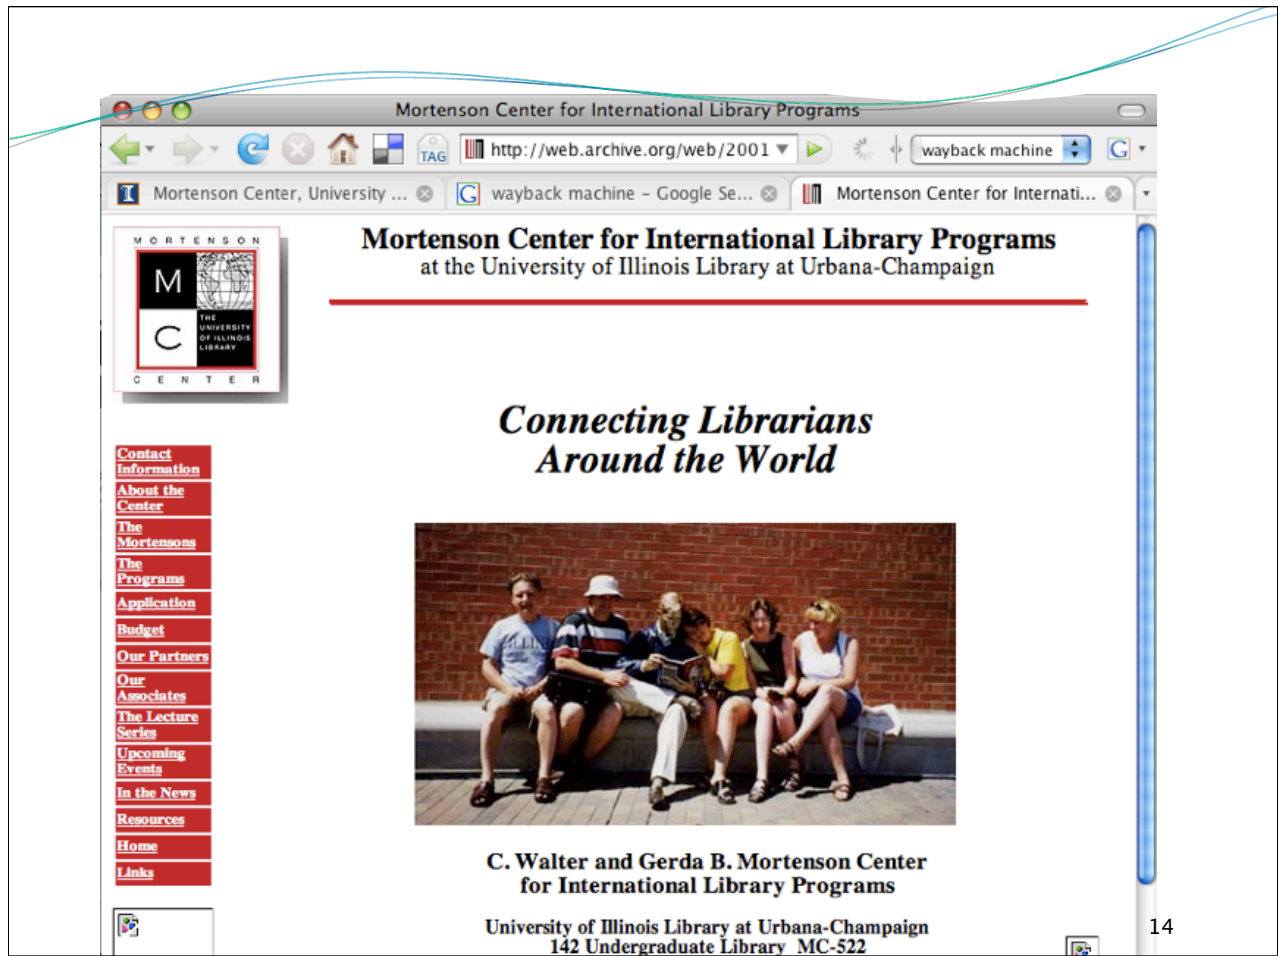 Mortenson Center for International Library Programs
TAG
http://web.archive.org/web/2001
wayback machine
G
I
Mortenson Center, University ...
G
wayback machine – Google Se...
Mortenson Center for Internati...
MORTENSON
M
C
THE
UNIVERSITY
OF ILLINOIS
LIBRARY
CENTER
Mortenson Center for International Library Programs
at the University of Illinois Library at Urbana-Champaign
Connecting Librarians
Around the World
Contact
Information
About the
Center
The
Mortensons
The
Programs
Application
Budget
Our Partners
Our
Associates
The Lecture
Series
Upcoming
Events
In the News
Resources
Home
Links
C. Walter and Gerda B. Mortenson Center
for International Library Programs
University of Illinois Library at Urbana-Champaign
142 Undergraduate Library MC-522
14